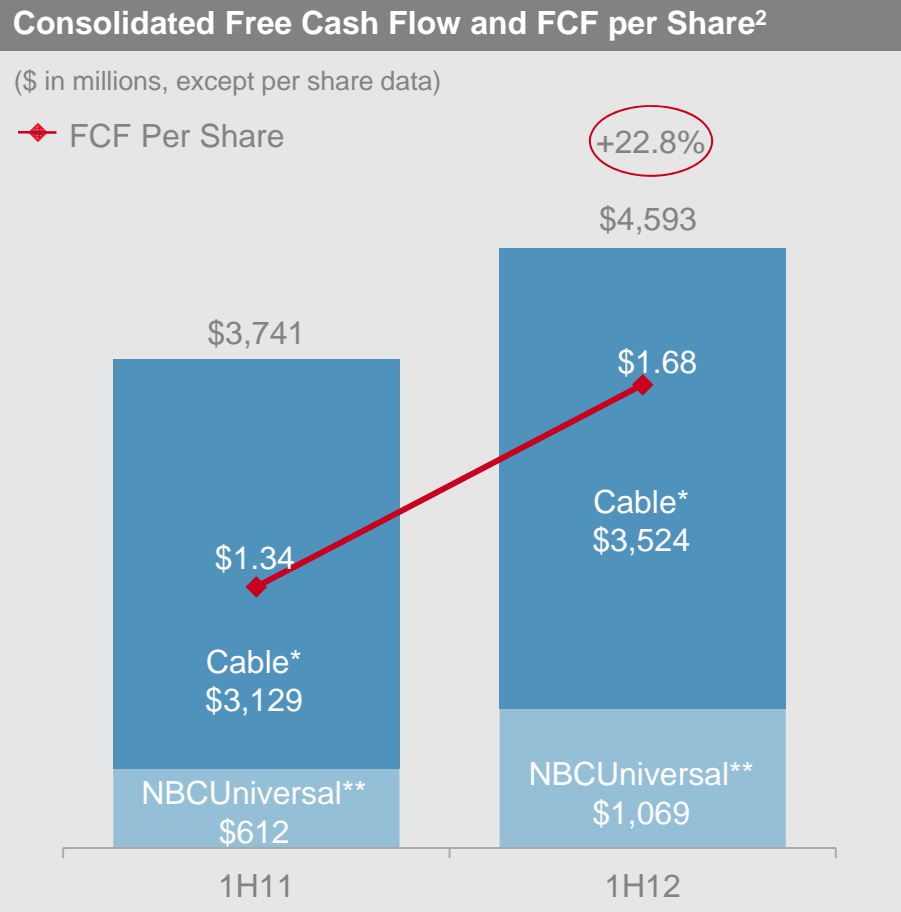 Consolidated Free Cash Flow and FCF per Share²
($ in millions, except per share data)
FCF Per Share
+22.8%
$4,593
$3,741
$1.68
Cable*
$3,524
$1.34
Cable*
$3,129
NBCUniversal**
$1,069
NBCUniversal**
$612
1H11
1H12